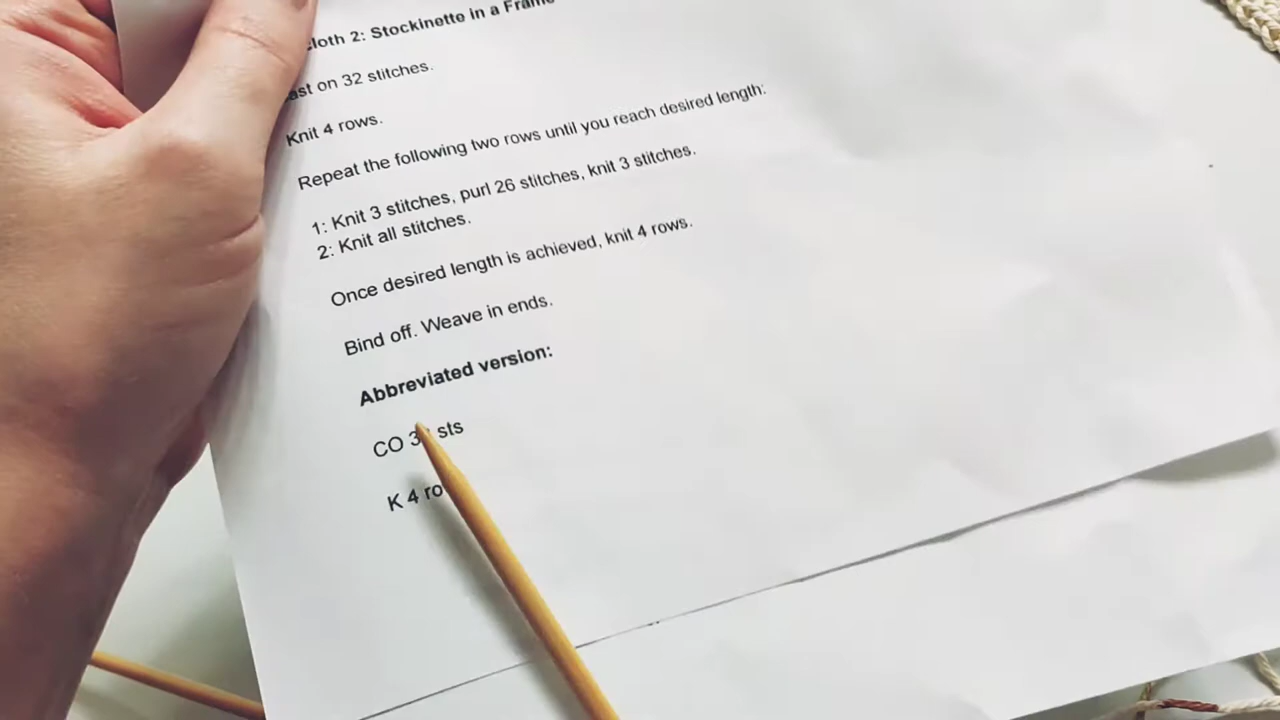 2: Stockinette in a
on 32 stitches.
Knit 4 rows.
Repeat the following two rows until you reach desired length:
1: Knit 3 stitches, purl 26 stitches, knit 3 stitches.
2: Knit all stitches.
Once desired length is achieved, knit 4 rows.
Bind off. Weave in ends.
Abbreviated version:
CO sts
K 4